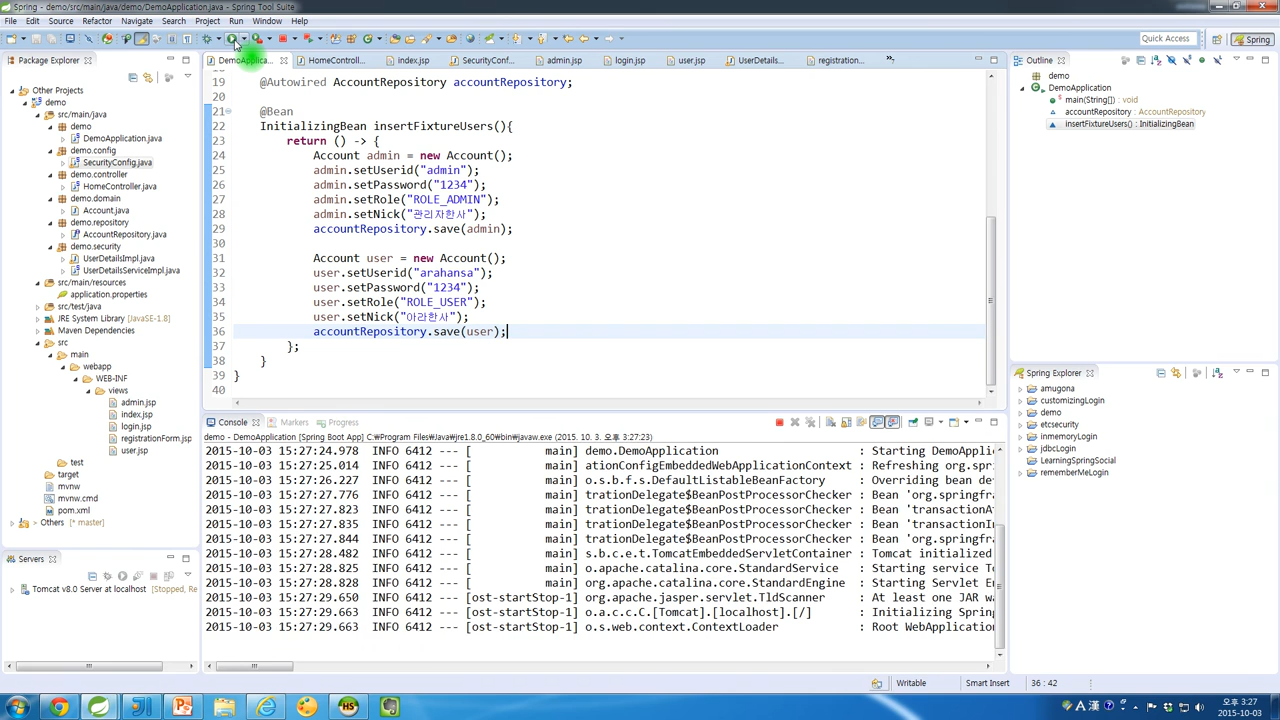 Spring - demo/src/main/java/demo/DemoApplication.java - Spring Tool Suite
File Edit Source Refactor Navigate Search Project Run Window Help
Quick Access
Spring
Package Explorer
Other Projects
demo
src/main/java
demo
DemoApplication.java
demo.config
SecurityConfig.java
demo.controller
HomeController.java
demo.domain
Account.java
demo.repository
AccountRepository.java
demo.security
UserDetailsImpl.java
UserDetailsServiceImpl.java
src/main/resources
application.properties
src/test/java
JRE System Library [JavaSE-1.8]
Maven Dependencies
src
main
webapp
WEB-INF
views
admin.jsp
index.jsp
login.jsp
registrationForm.jsp
user.jsp
test
target
mvnw
mvnw.cmd
pom.xml
Others [* master]
Servers
Tomcat v8.0 Server at localhost [Stopped, Re
DemoApplica... HomeControll... index.jsp SecurityConf... admin.jsp login.jsp user.jsp UserDetails... registration...
19 @Autowired AccountRepository accountRepository;
20
21 @Bean
22 InitializingBean insertFixtureUsers(){
23 return () -> {
24 Account admin = new Account();
25 admin.setUserid("admin");
26 admin.setPassword("1234");
27 admin.setRole("ROLE_ADMIN");
28 admin.setNick("관리자한사");
29 accountRepository.save(admin);
30
31 Account user = new Account();
32 user.setUserid("arahansa");
33 user.setPassword("1234");
34 user.setRole("ROLE_USER");
35 user.setNick("아라한사");
36 accountRepository.save(user);
37 };
38 }
39 }
40
Console Markers Progress
demo - DemoApplication [Spring Boot App] C:₩Program Files₩Java₩jre1.8.0_60₩bin₩javaw.exe (2015. 10. 3. 오후 3:27:23)
2015-10-03 15:27:24.972 INFO 6412 --- [ main] demo.DemoApplication : Starting DemoApplic
2015-10-03 15:27:25.014 INFO 6412 --- [ main] ationConfigEmbeddedWebApplicationContext : Refreshing org.spri
2015-10-03 15:27:26.535 INFO 6412 --- [ main] o.s.b.f.s.DefaultListableBeanFactory : Overriding bean def
2015-10-03 15:27:27.776 INFO 6412 --- [ main] trationDelegate$BeanPostProcessorChecker : Bean 'org.springfra
2015-10-03 15:27:27.823 INFO 6412 --- [ main] trationDelegate$BeanPostProcessorChecker : Bean 'transactionAt
2015-10-03 15:27:27.835 INFO 6412 --- [ main] trationDelegate$BeanPostProcessorChecker : Bean 'transactionIn
2015-10-03 15:27:27.844 INFO 6412 --- [ main] trationDelegate$BeanPostProcessorChecker : Bean 'org.springfra
2015-10-03 15:27:28.482 INFO 6412 --- [ main] s.b.c.e.t.TomcatEmbeddedServletContainer : Tomcat initialized
2015-10-03 15:27:28.820 INFO 6412 --- [ main] o.apache.catalina.core.StandardService : Starting service To
2015-10-03 15:27:28.828 INFO 6412 --- [ main] org.apache.catalina.core.StandardEngine : Starting Servlet En
2015-10-03 15:27:29.650 INFO 6412 --- [ost-startStop-1] org.apache.jasper.servlet.TldScanner : At least one JAR wa
2015-10-03 15:27:29.663 INFO 6412 --- [ost-startStop-1] o.a.c.c.C.[Tomcat].[localhost].[/] : Initializing Spring
2015-10-03 15:27:29.663 INFO 6412 --- [ost-startStop-1] o.s.web.context.ContextLoader : Root WebApplication
Outline
demo
DemoApplication
main(String[]) : void
accountRepository : AccountRepository
insertFixtureUsers() : InitializingBean
Spring Explorer
amugona
customizingLogin
demo
etcsecurity
inmemoryLogin
jdbcLogin
LearningSpringSocial
rememberMeLogin
Writable Smart Insert 36 : 42
A 漢
오후 3:27
2015-10-03